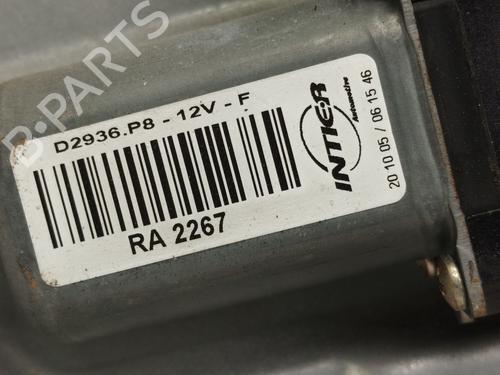 B-PARTS
D2936.P8 - 12V - F
RA 2267
INTIER
Automotive
20 10 05 / 06 15 46